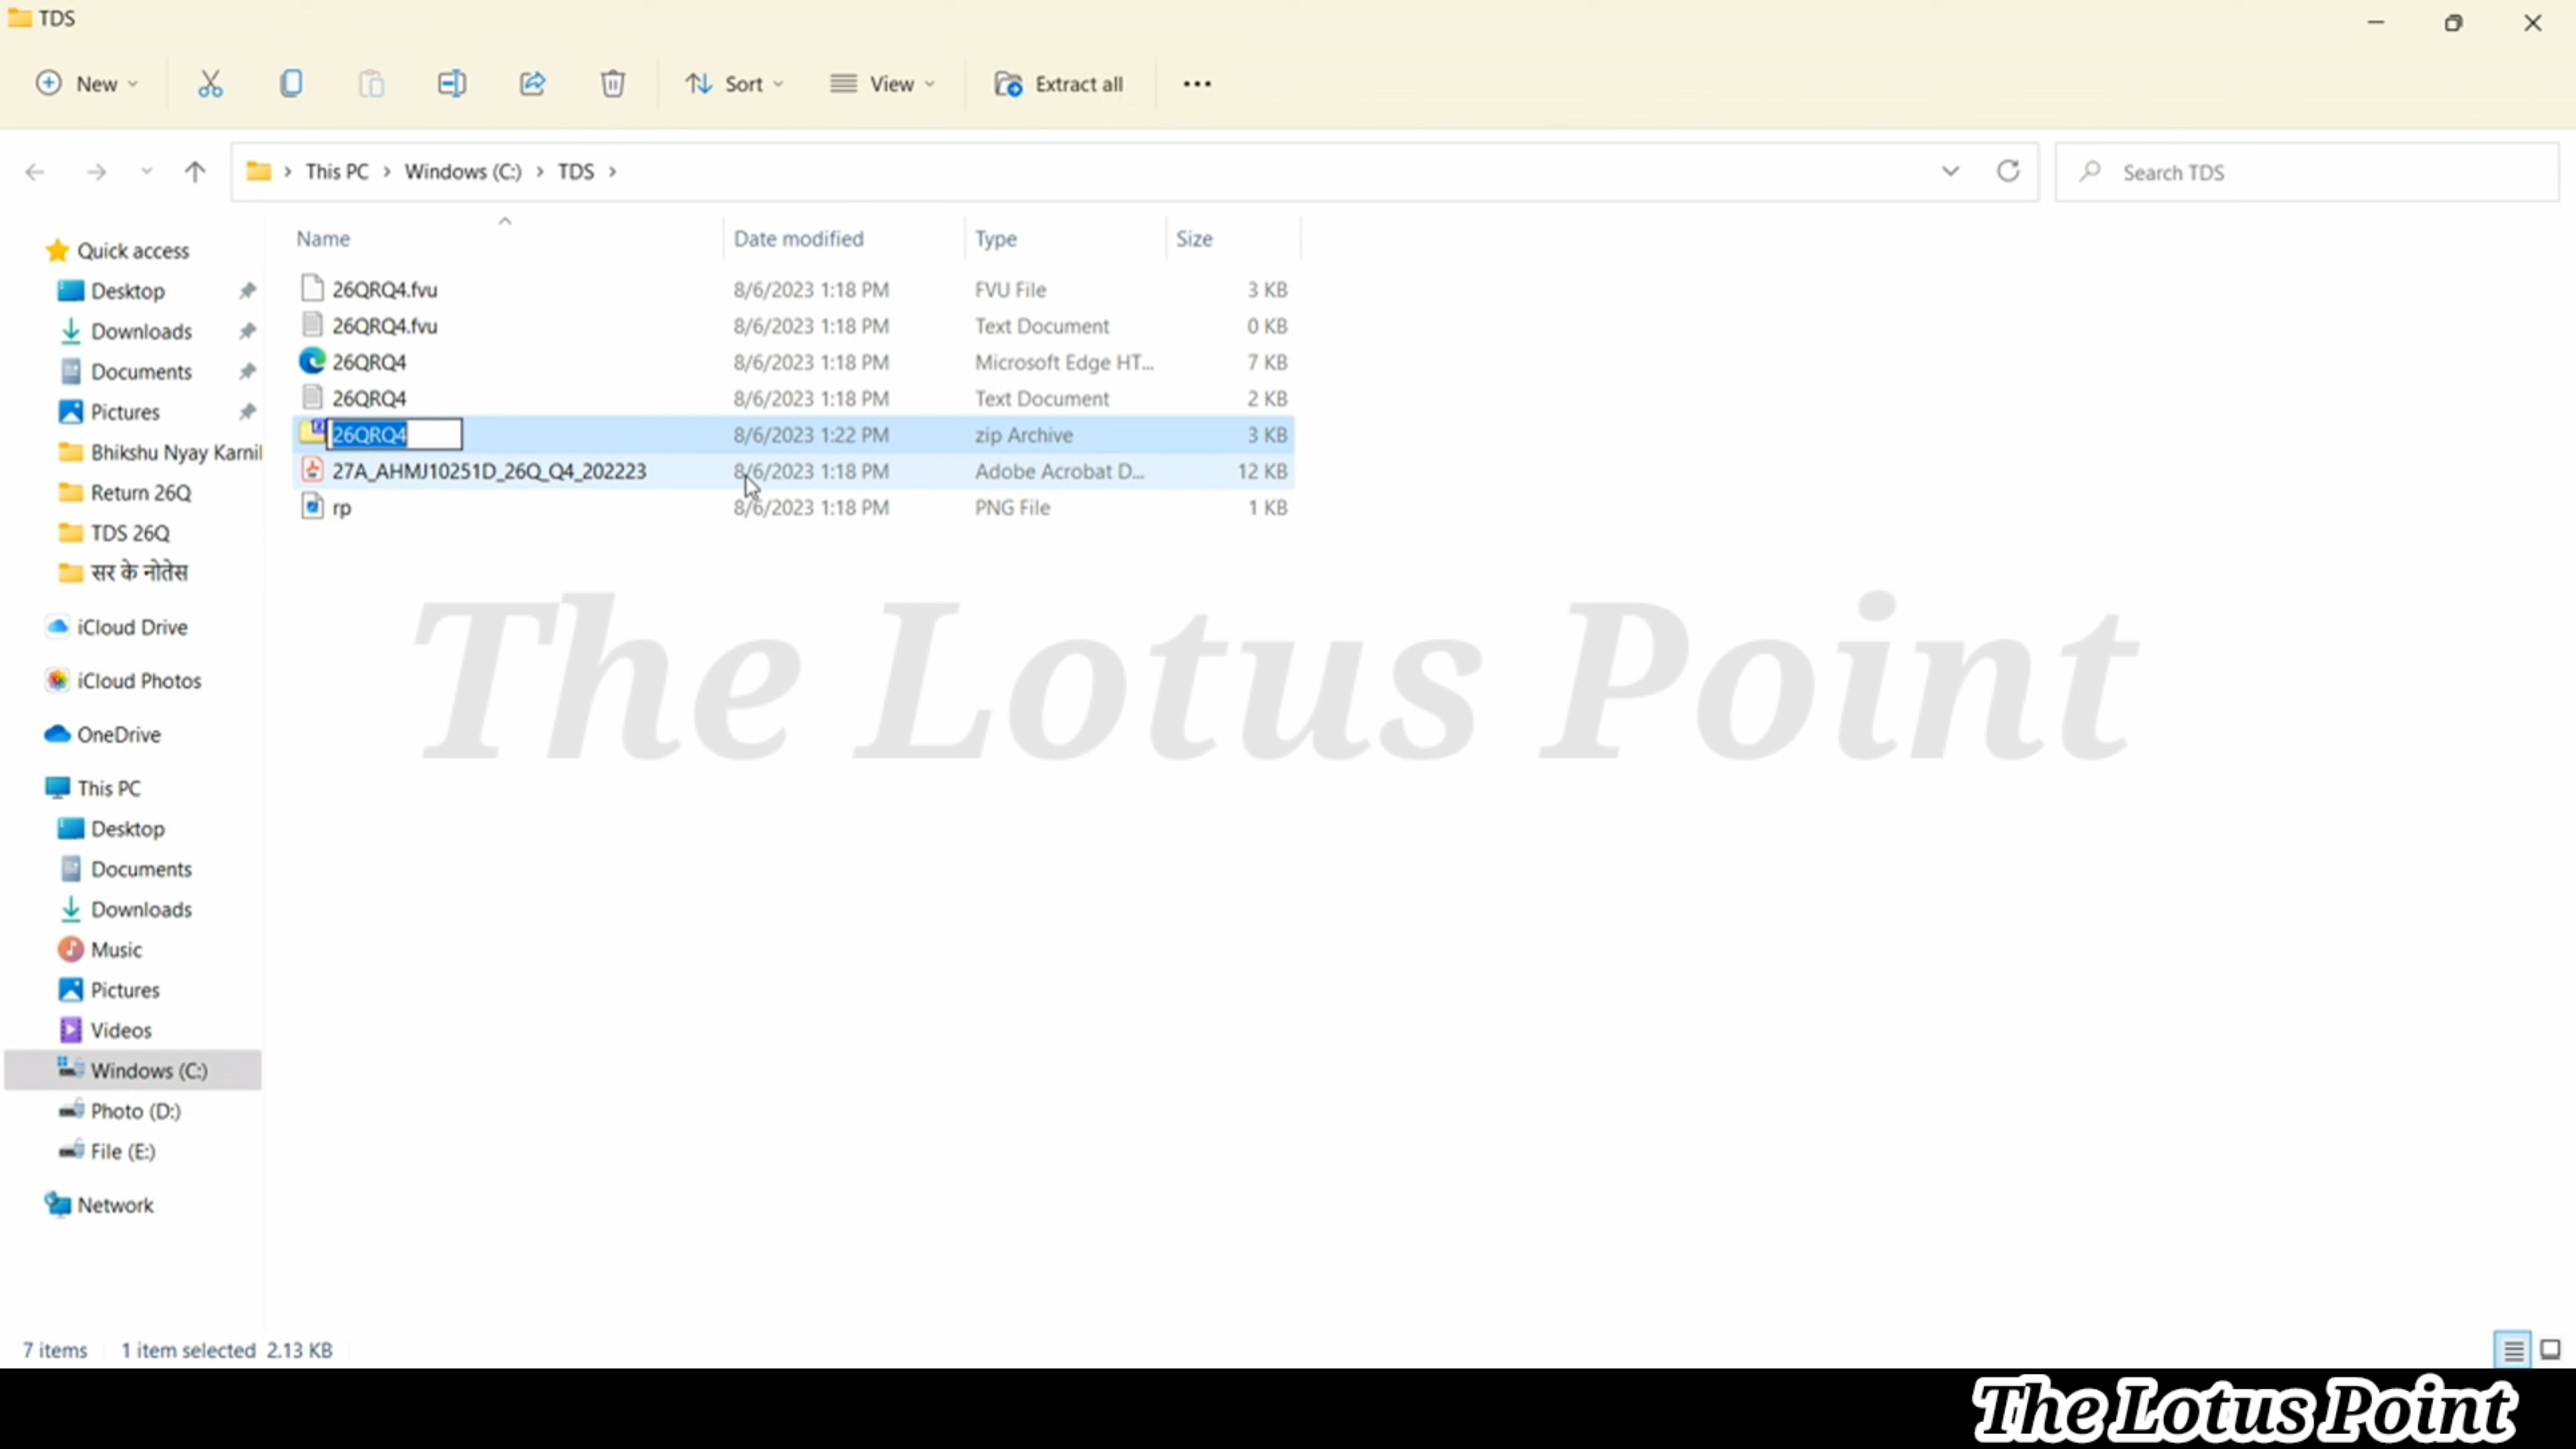 TDS
New
Sort
View
Extract all
This PC
Windows (C:)
TDS
Search TDS
Name
Date modified
Type
Size
26QRQ4.fvu 8/6/2023 1:18 PM FVU File 3 KB
26QRQ4.fvu 8/6/2023 1:18 PM Text Document 0 KB
26QRQ4 8/6/2023 1:18 PM Microsoft Edge HT... 7 KB
26QRQ4 8/6/2023 1:18 PM Text Document 2 KB
26QRQ4 8/6/2023 1:22 PM zip Archive 3 KB
27A_AHMJ10251D_26Q_Q4_202223 8/6/2023 1:18 PM Adobe Acrobat D... 12 KB
rp 8/6/2023 1:18 PM PNG File 1 KB
Quick access
Desktop
Downloads
Documents
Pictures
Bhikshu Nyay
Return 26Q
TDS 26Q
सर के नोतेस
iCloud Drive
iCloud Photos
OneDrive
This PC
Desktop
Documents
Downloads
Music
Pictures
Videos
Windows (C:)
Photo (D:)
File (E:)
Network
The Lotus Point
7 items 1 item selected 2.13 KB
The Lotus Point